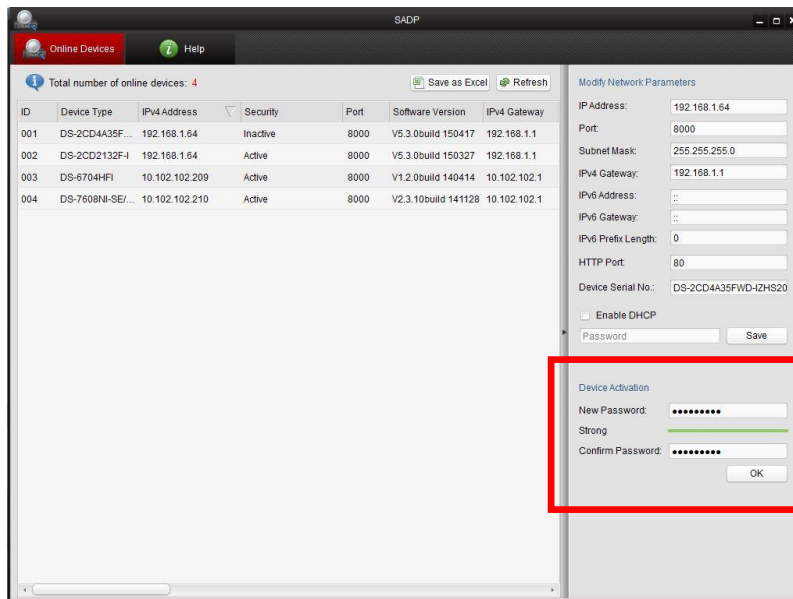 SADP
Online Devices Help
Total number of online devices: 4 Save as Excel Refresh
ID Device Type IPv4 Address Security Port Software Version IPv4 Gateway
001 DS-2CD4A35F... 192.168.1.64 Inactive 8000 V5.3.0build 150417 192.168.1.1
002 DS-2CD2132F-I 192.168.1.64 Active 8000 V5.3.0build 150327 192.168.1.1
003 DS-6704HFI 10.102.102.209 Active 8000 V1.2.0build 140414 10.102.102.1
004 DS-7608NI-SE/... 10.102.102.210 Active 8000 V2.3.10build 141128 10.102.102.1
Modify Network Parameters
IP Address: 192.168.1.64
Port: 8000
Subnet Mask: 255.255.255.0
IPv4 Gateway: 192.168.1.1
IPv6 Address: ::
IPv6 Gateway: ::
IPv6 Prefix Length: 0
HTTP Port: 80
Device Serial No.: DS-2CD4A35FWD-IZHS20
Enable DHCP
Password Save
Device Activation
New Password: •••••••••
Strong
Confirm Password: •••••••••
OK